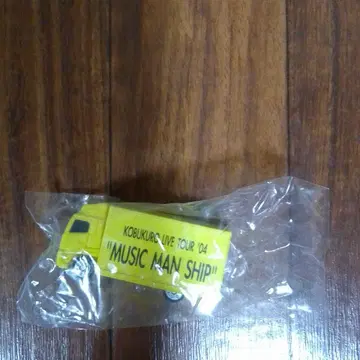 KOBUKURO LIVE TOUR '04
"MUSIC MAN SHIP"